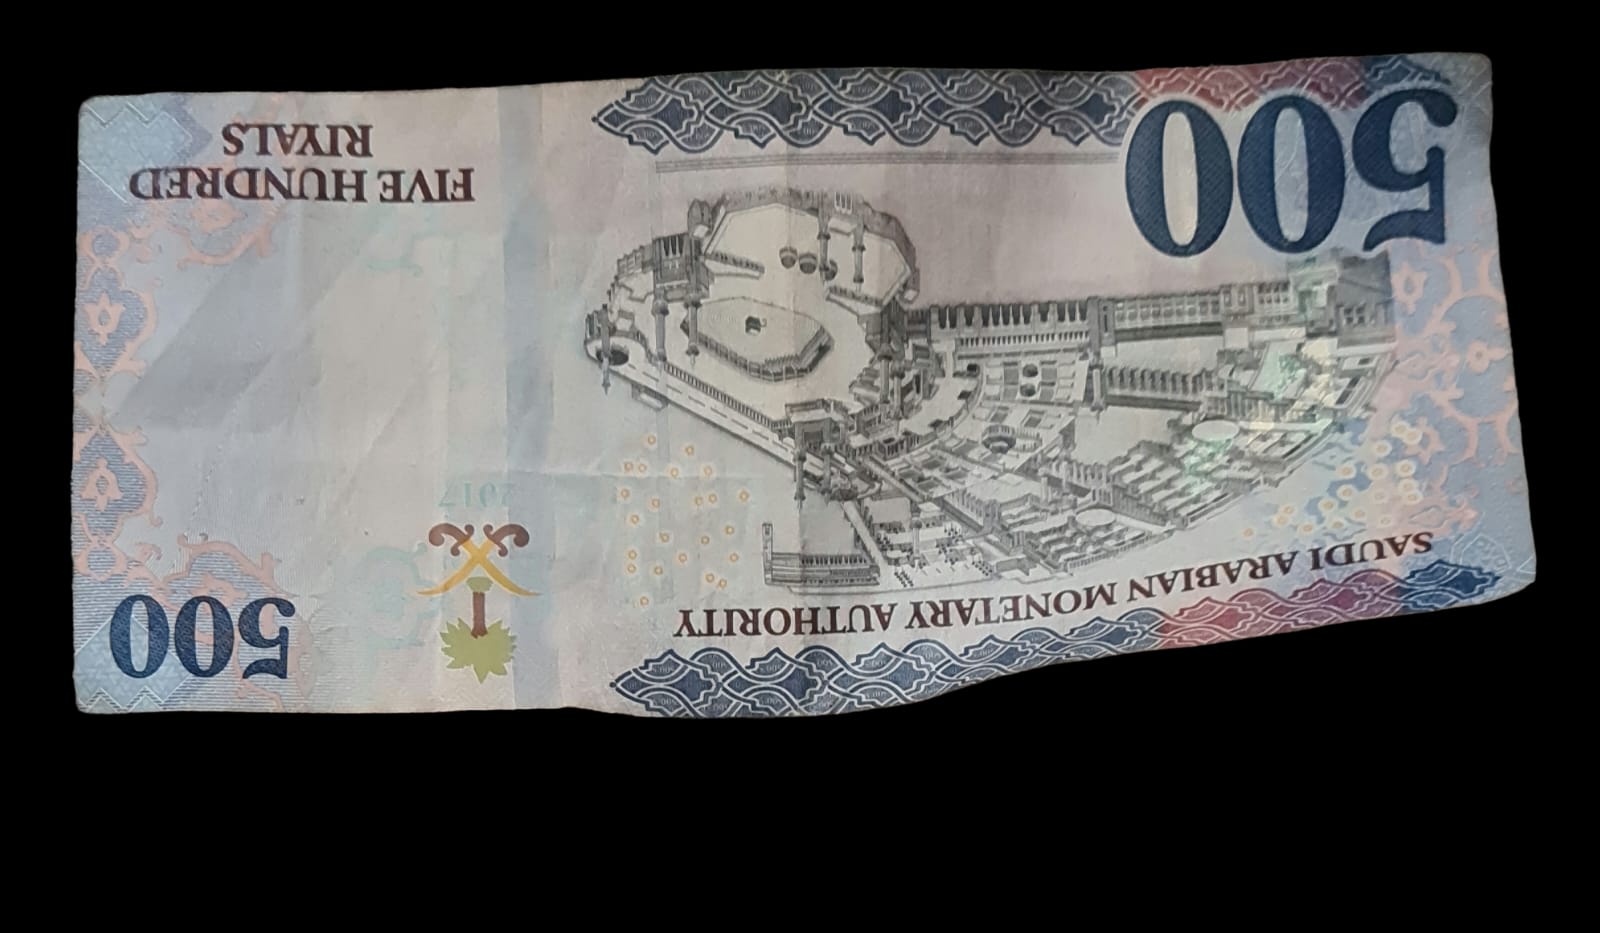 SAUDI ARABIAN MONETARY AUTHORITY
500
500
FIVE HUNDRED
RIYALS